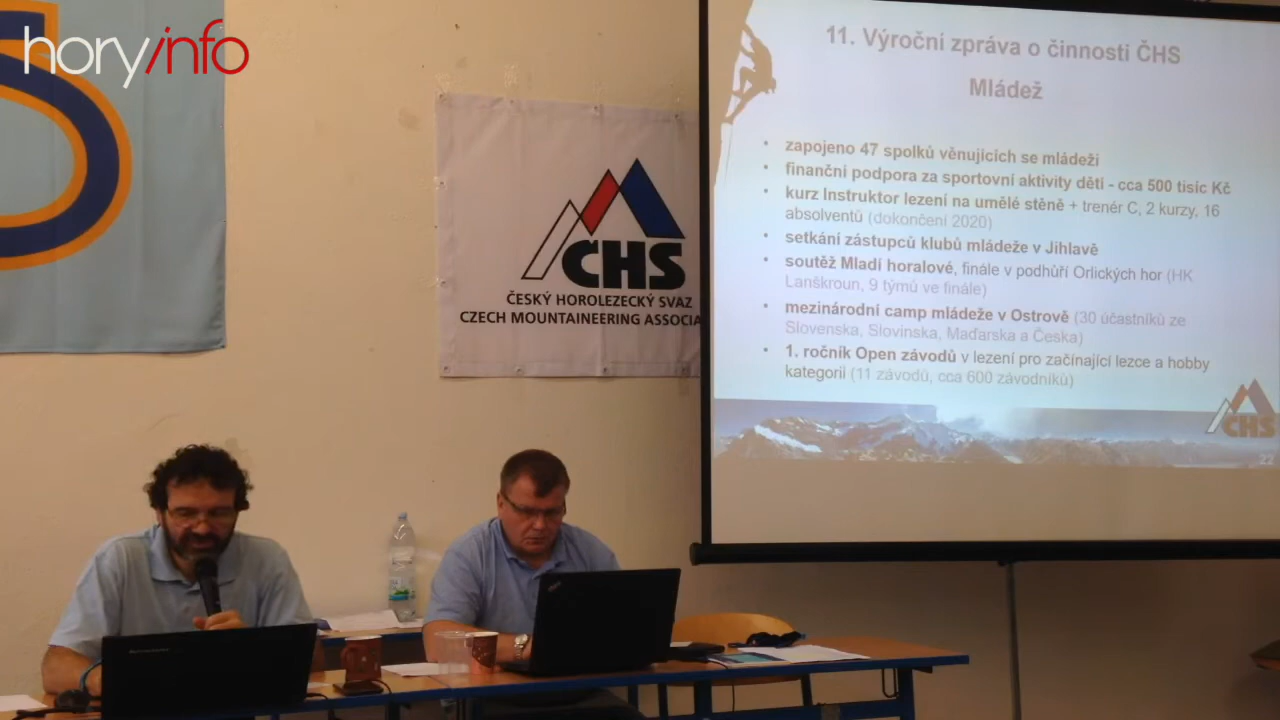 hory/info
S
ČHS
ČESKÝ HOROLEZECKÝ SVAZ
CZECH MOUNTAINEERING
11. Výroční zpráva o činnosti ČHS
Mládež
• zapojeno 47 spolků věnujících se mládeži
• finanční podpora za sportovní aktivity dětí - cca 500 tisíc Kč
• kurz Instruktor lezení na umělé stěně + trenér C, 2 kurzy, 16
absolventů (dokončení 2020)
• setkání zástupců klubů mládeže v Jihlavě
• soutěž Mladí horalové, finále v podhůří Orlických hor (HK
Lanškroun, 9 týmů ve finále)
• mezinárodní camp mládeže v Ostrově (30 účastníků ze
Slovenska, Slovinska, Maďarska a Česka)
• 1. ročník Open závodů v lezení pro začínající lezce a hobby
kategorii (11 závodů, cca 600 závodníků)
ČHS